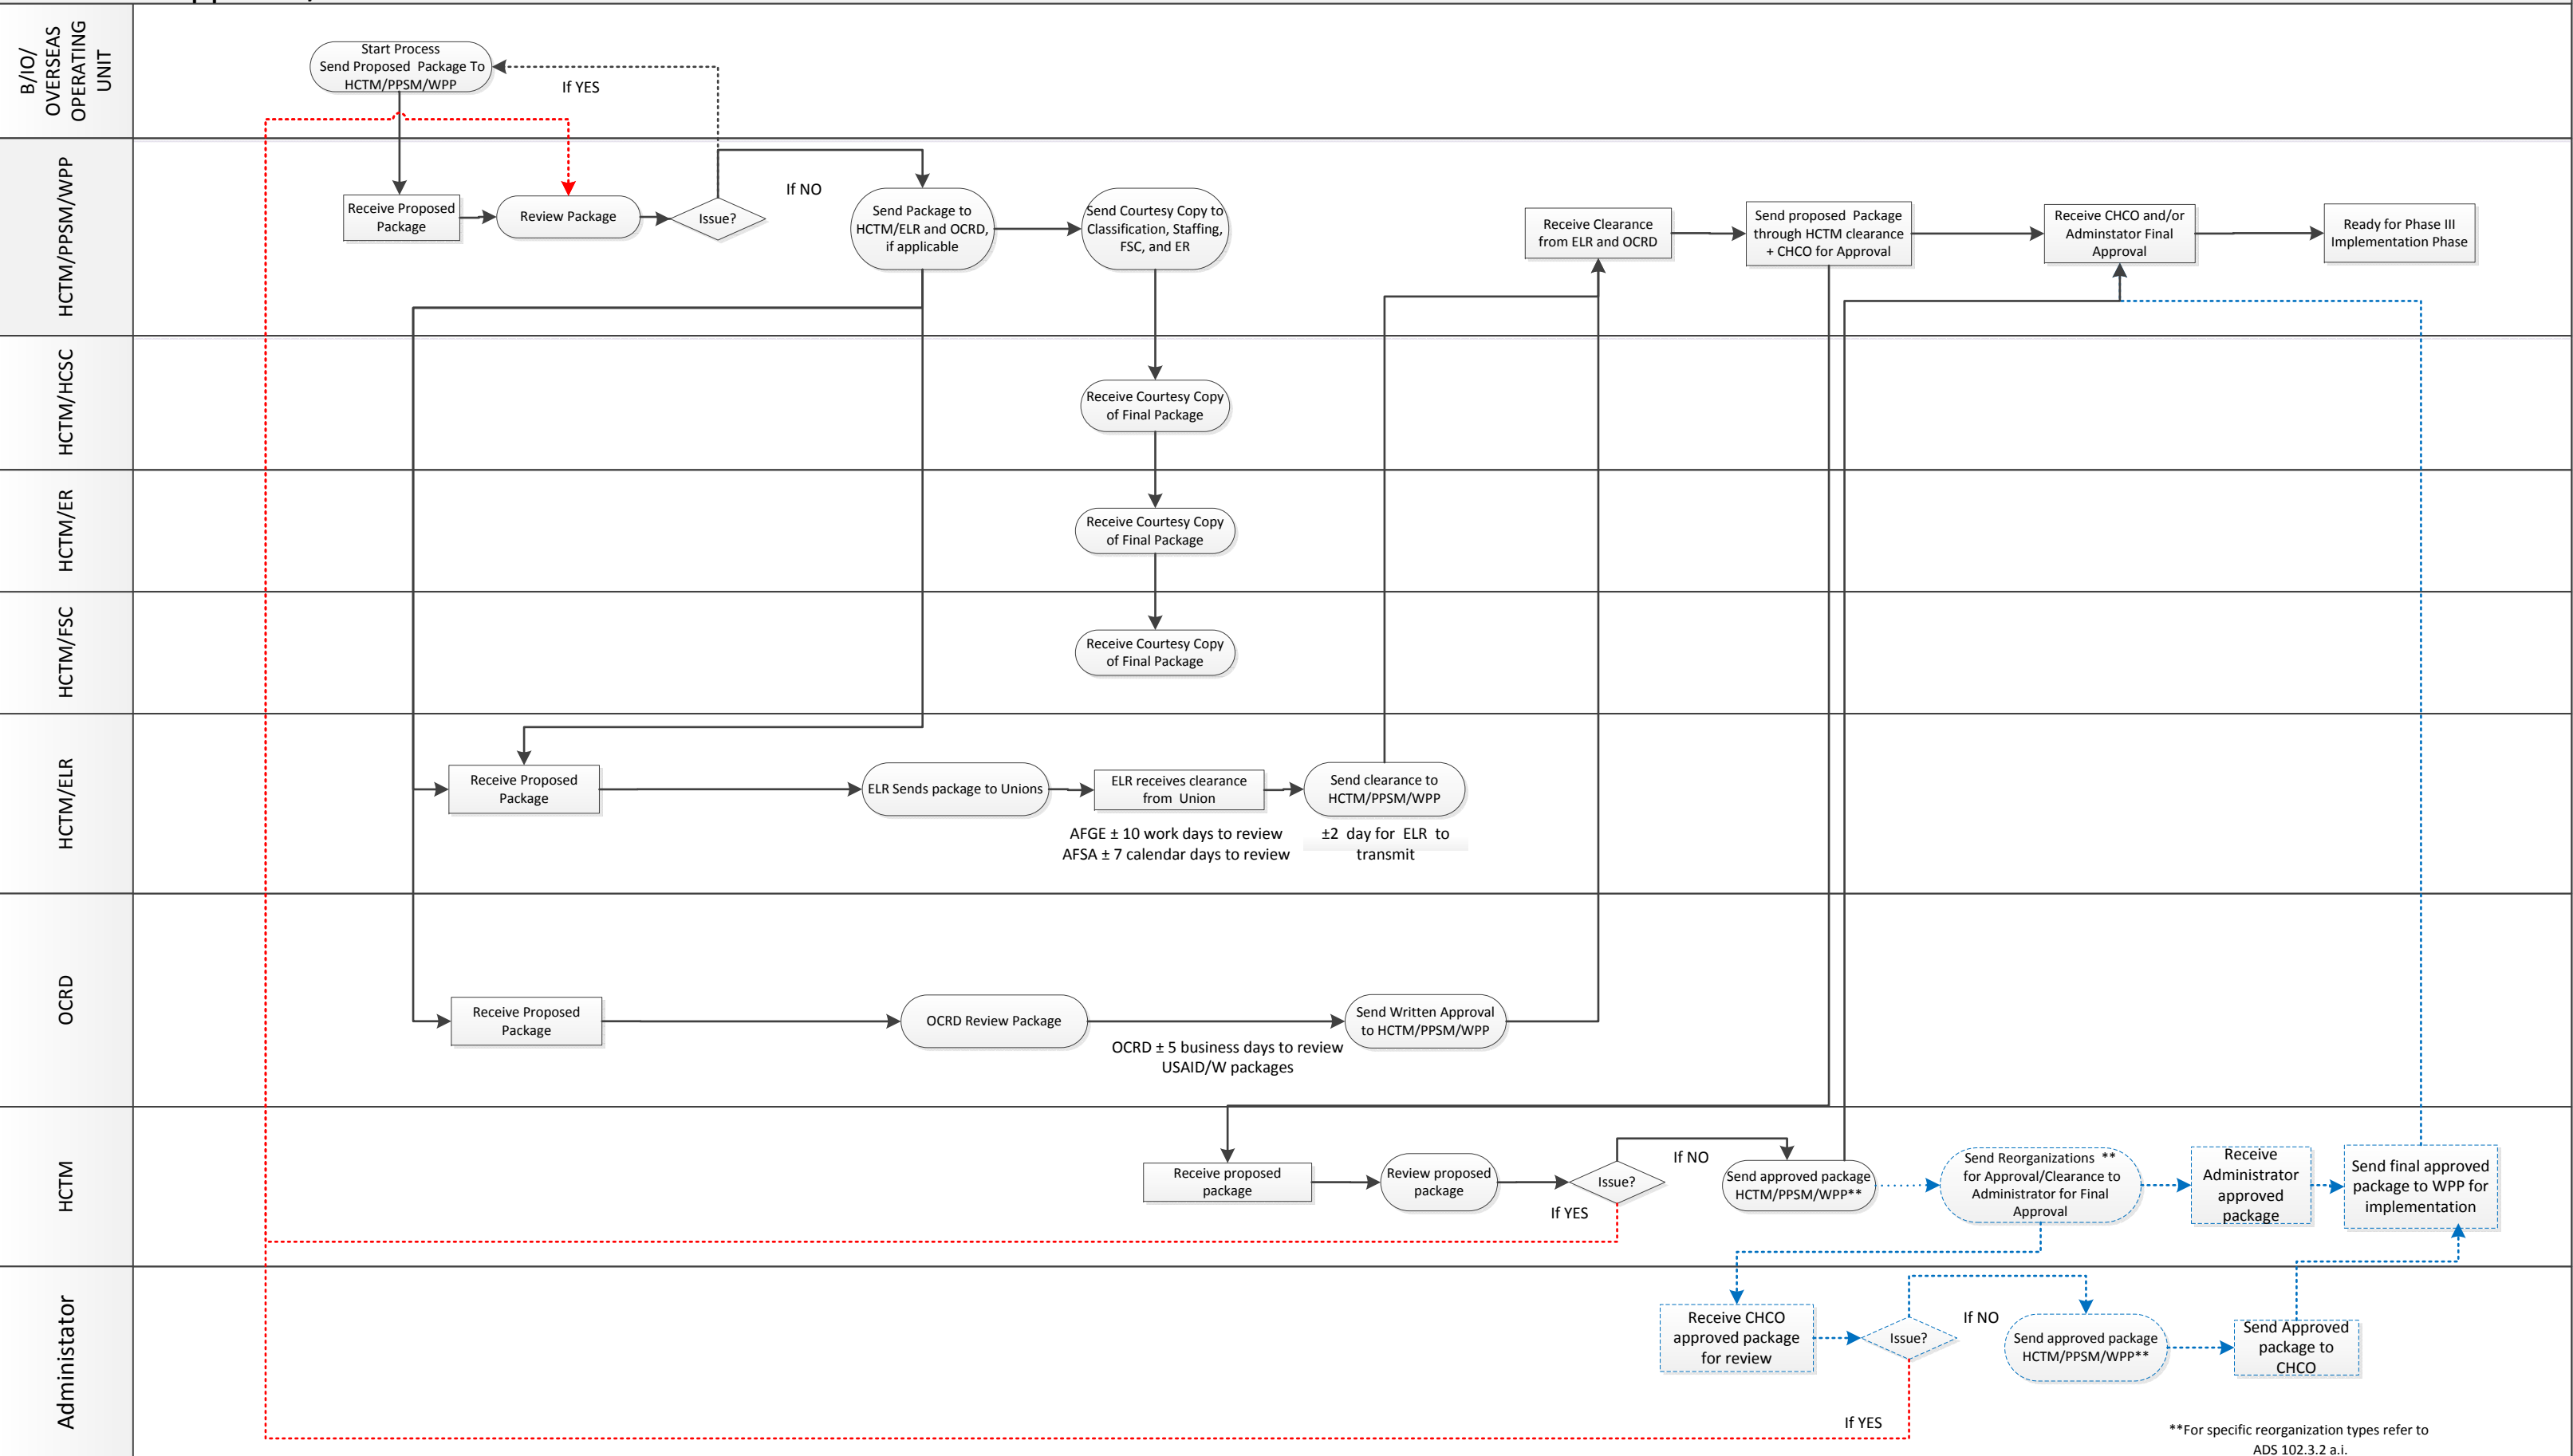 B/IO/
OVERSEAS
OPERATING
UNIT
Start Process
Send Proposed Package To
HCTM/PPSM/WPP
If YES
HCTM/PPSM/WPP
Receive Proposed
Package
Review Package
Issue?
If NO
Send Package to
HCTM/ELR and OCRD,
if applicable
Send Courtesy Copy to
Classification, Staffing,
FSC, and ER
Receive Clearance
from ELR and OCRD
Send proposed Package
through HCTM clearance
+ CHCO for Approval
Receive CHCO and/or
Adminstator Final
Approval
Ready for Phase III
Implementation Phase
HCTM/HCSC
Receive Courtesy Copy
of Final Package
HCTM/ER
Receive Courtesy Copy
of Final Package
HCTM/FSC
Receive Courtesy Copy
of Final Package
HCTM/ELR
Receive Proposed
Package
ELR Sends package to Unions
ELR receives clearance
from Union
Send clearance to
HCTM/PPSM/WPP
AFGE ± 10 work days to review
AFSA ± 7 calendar days to review
±2 day for ELR to
transmit
OCRD
Receive Proposed
Package
OCRD Review Package
Send Written Approval
to HCTM/PPSM/WPP
OCRD ± 5 business days to review
USAID/W packages
HCTM
Receive proposed
package
Review proposed
package
Issue?
If NO
If YES
Send approved package
HCTM/PPSM/WPP**
Send Reorganizations **
for Approval/Clearance to
Administrator for Final
Approval
Receive
Administrator
approved
package
Send final approved
package to WPP for
implementation
Administator
Receive CHCO
approved package
for review
Issue?
If NO
If YES
Send approved package
HCTM/PPSM/WPP**
Send Approved
package to
CHCO
**For specific reorganization types refer to
ADS 102.3.2 a.i.